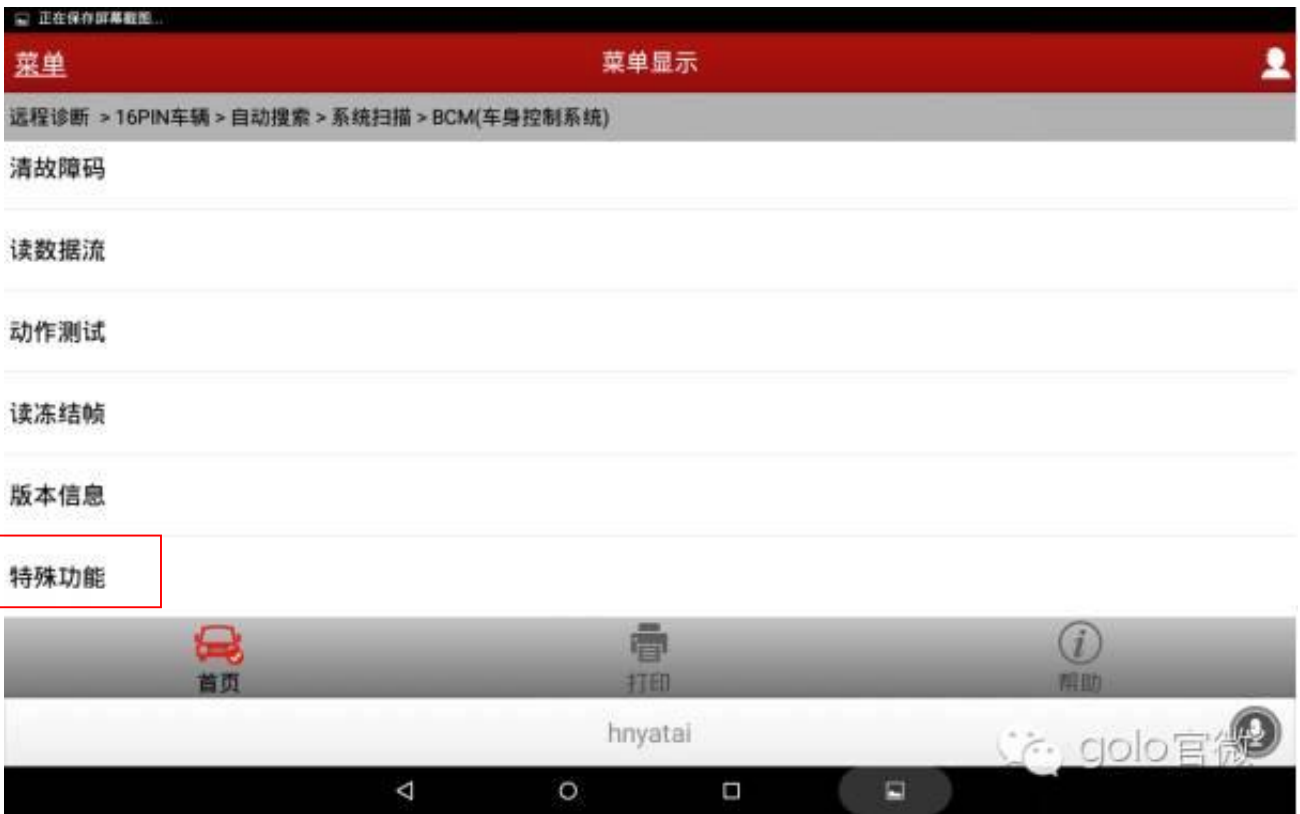 正在保存屏幕截图...
菜单
菜单显示
远程诊断 > 16PIN车辆 > 自动搜索 > 系统扫描 > BCM(车身控制系统)
清故障码
读数据流
动作测试
读冻结帧
版本信息
特殊功能
首页
打印
帮助
hnyatai
golo官微